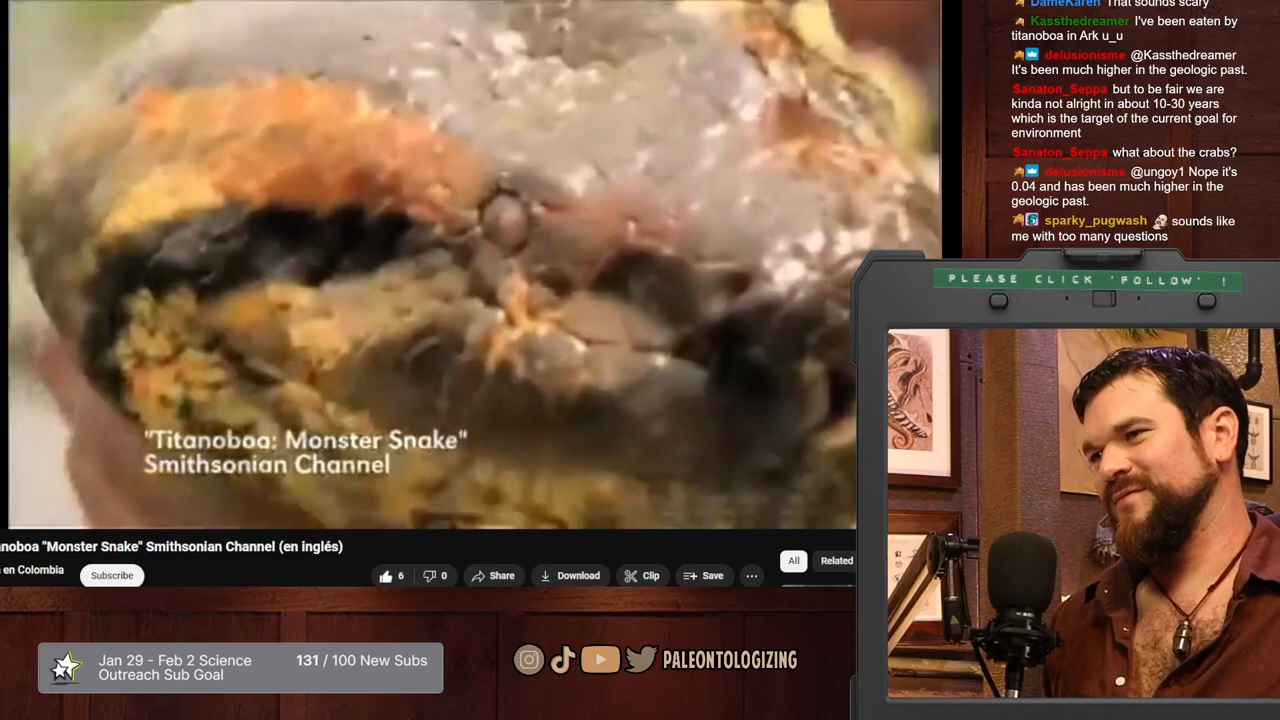 DameKaren That sounds scary
Kassthedreamer I've been eaten by
titanoboa in Ark u_u
delusionisme @Kassthedreamer
It's been much higher in the geologic past.
Sanaton_Seppa but to be fair we are
kinda not alright in about 10-30 years
which is the target of the current goal for
environment
Sanaton_Seppa what about the crabs?
delusionisme @ungoy1 Nope it's
0.04 and has been much higher in the
geologic past.
sparky_pugwash sounds like
me with too many questions
PLEASE CLICK 'FOLLOW' !
"Titanoboa: Monster Snake"
Smithsonian Channel
anoboa "Monster Snake" Smithsonian Channel (en inglés)
en Colombia
Subscribe
6
0
Share
Download
Clip
Save
...
All
Related
Jan 29 - Feb 2 Science
Outreach Sub Goal
131 / 100 New Subs
PALEONTOLOGIZING